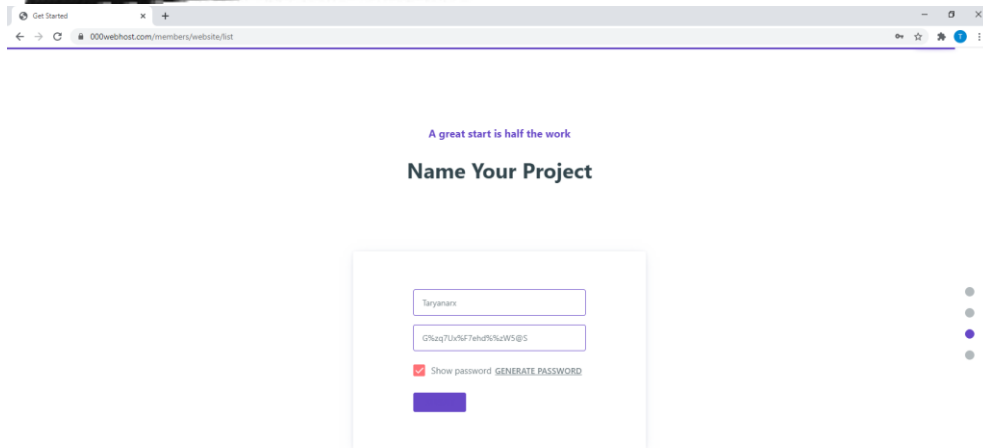 Get Started
000webhost.com/members/website/list
T
A great start is half the work
Name Your Project
Taryanarx
G%zq7Ux%F7ehd%%zW5@S
Show password GENERATE PASSWORD